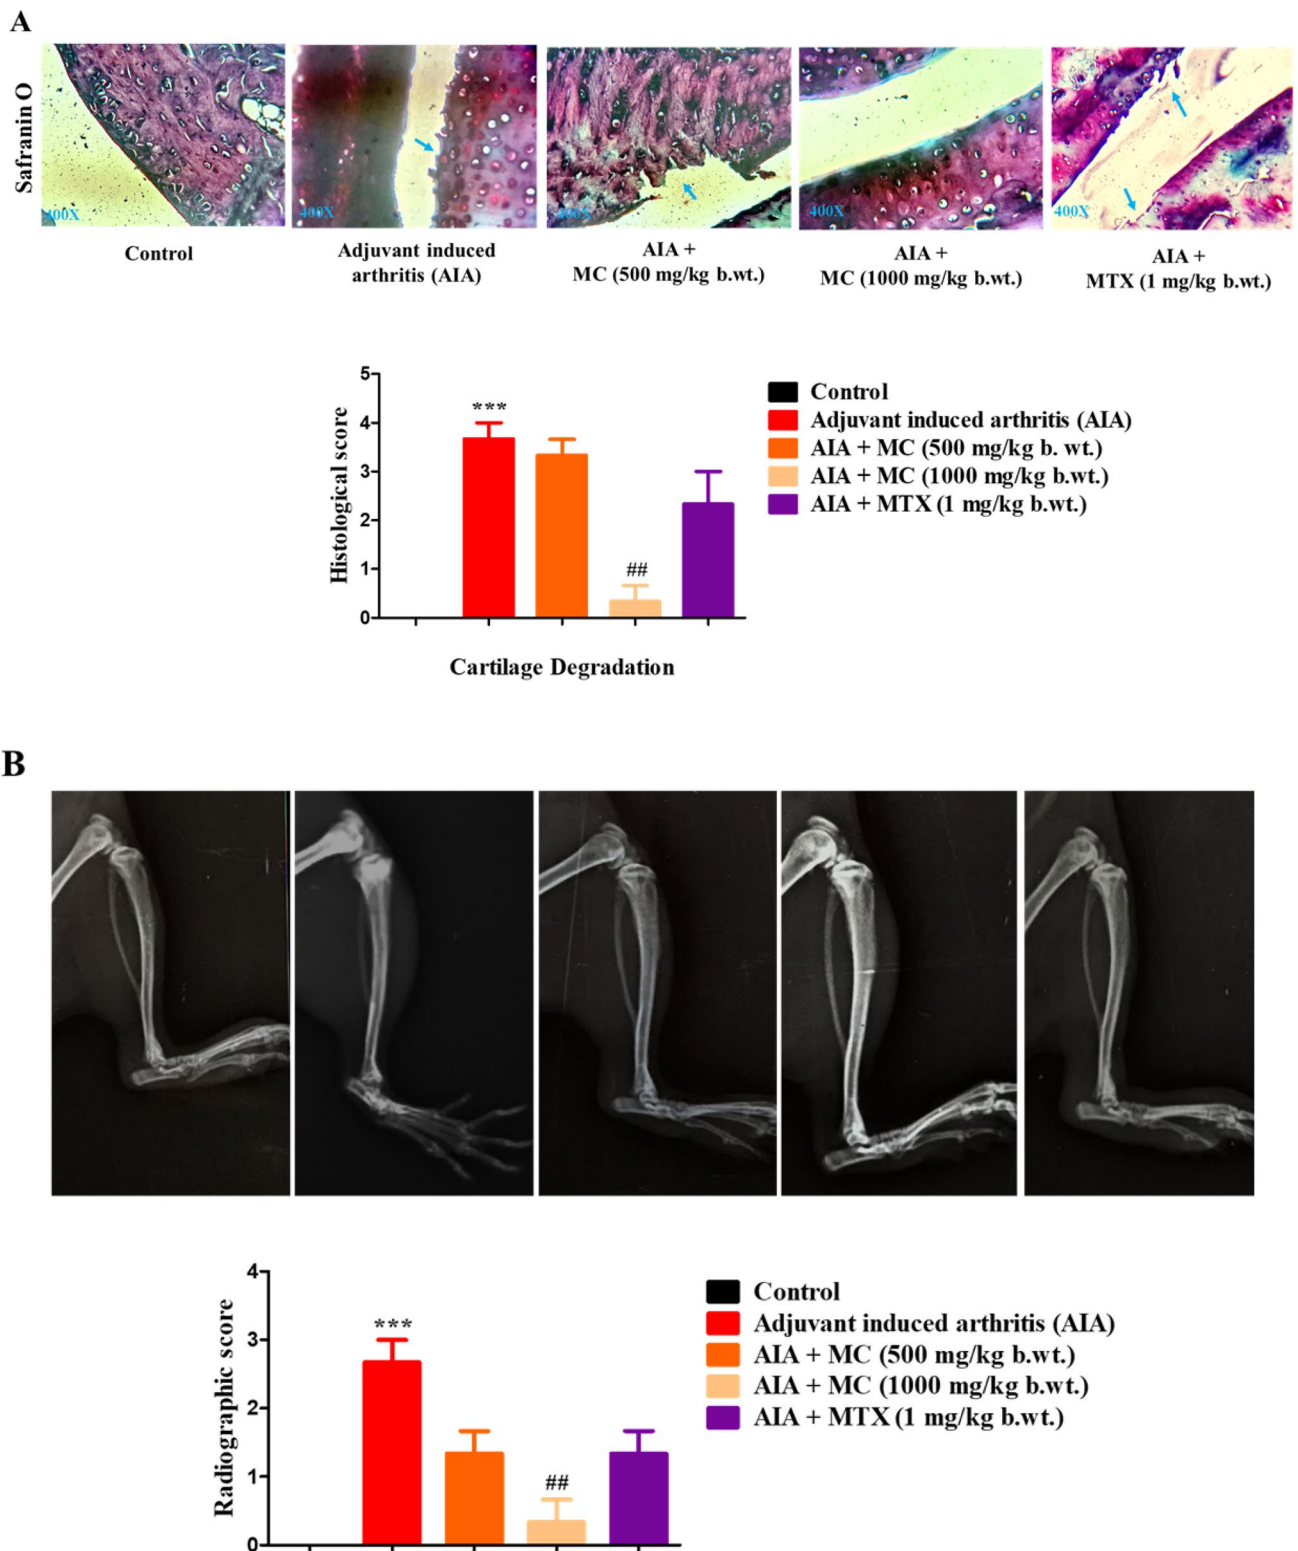 A
Safranin O
400X
400X
400X
400X
400X
Control
Adjuvant induced
arthritis (AIA)
AIA +
MC (500 mg/kg b.wt.)
AIA +
MC (1000 mg/kg b.wt.)
AIA +
MTX (1 mg/kg b.wt.)
Histological score
5
4
3
2
1
0
***
##
Cartilage Degradation
Control
Adjuvant induced arthritis (AIA)
AIA + MC (500 mg/kg b. wt.)
AIA + MC (1000 mg/kg b.wt.)
AIA + MTX (1 mg/kg b.wt.)
B
Radiographic score
4
3
2
1
0
***
##
Control
Adjuvant induced arthritis (AIA)
AIA + MC (500 mg/kg b.wt.)
AIA + MC (1000 mg/kg b.wt.)
AIA + MTX (1 mg/kg b.wt.)